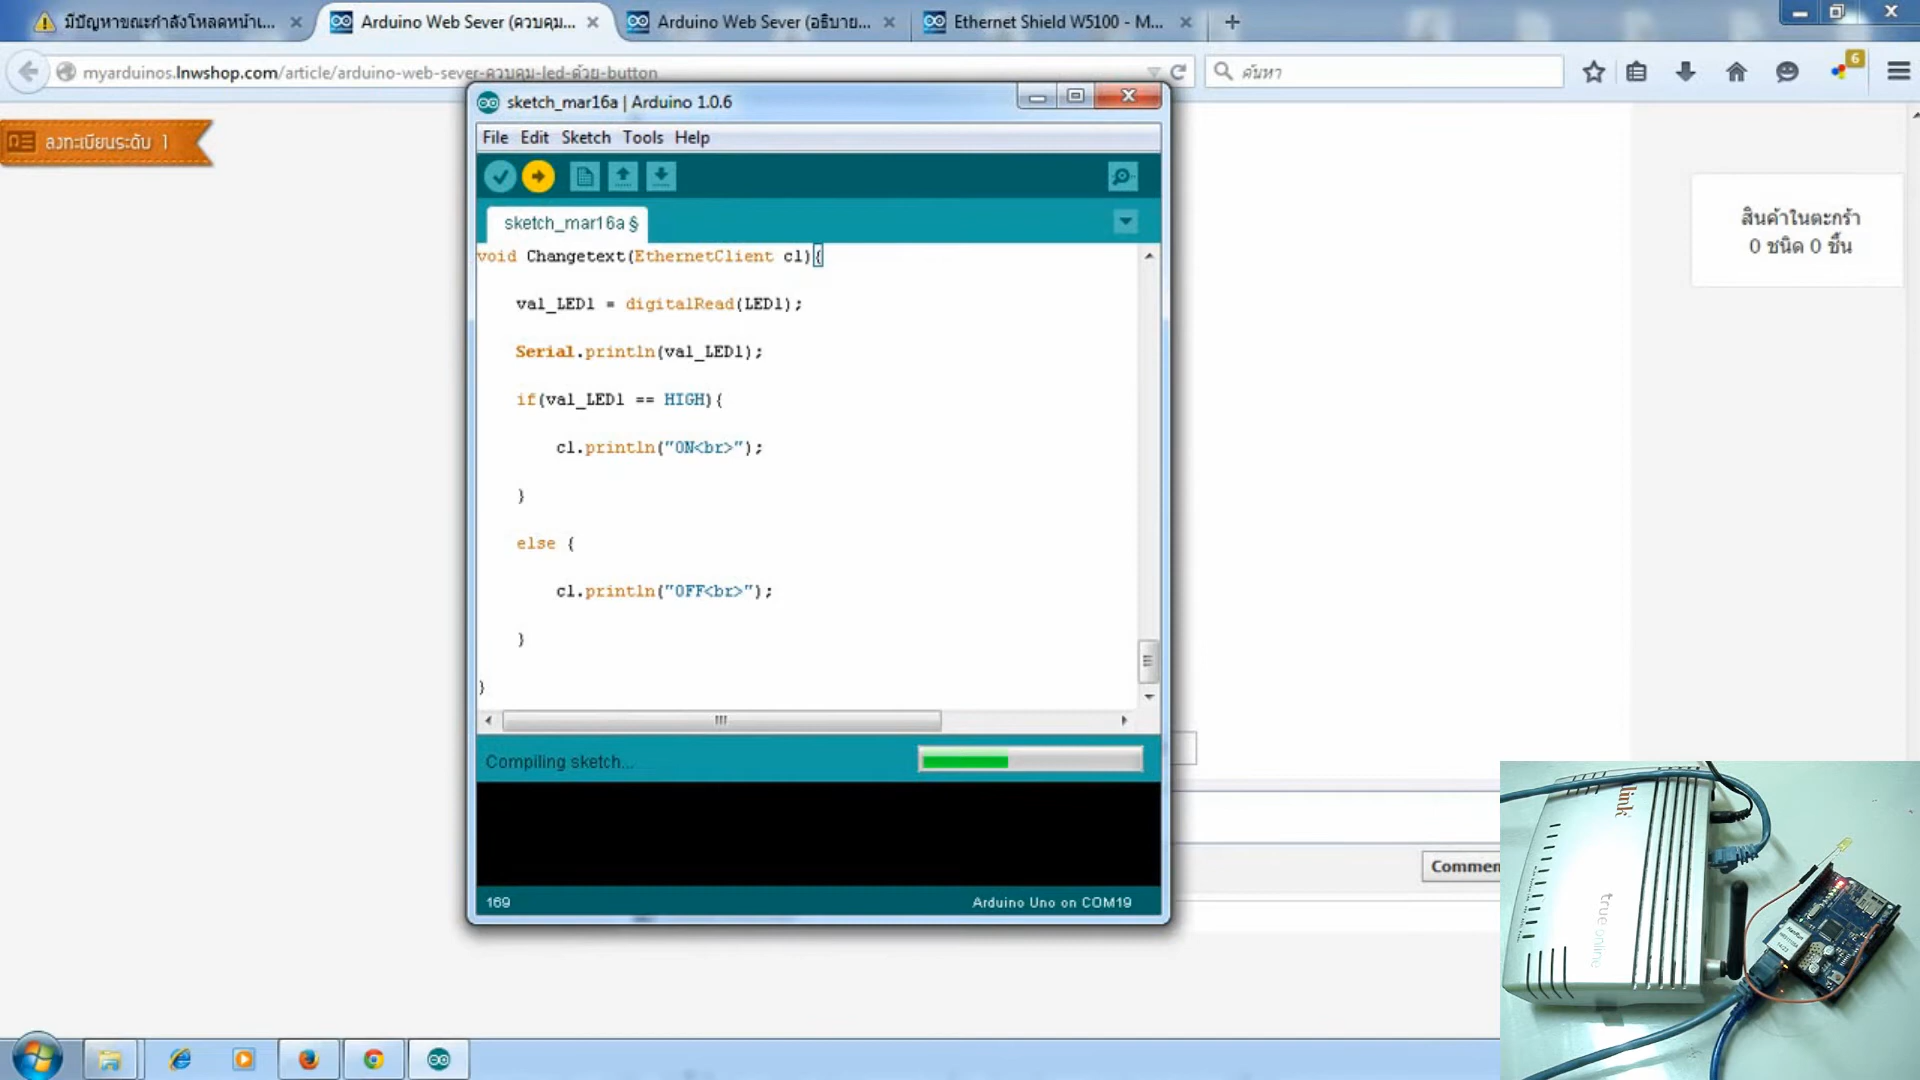 มีปัญหาขณะกำลังโหลดหน้าเ...
Arduino Web Sever (ควบคุม...
Arduino Web Sever (อธิบาย...
Ethernet Shield W5100 - M...
myarduinos.lnwshop.com/article/arduino-web-sever-ควบคุม-led-ด้วย-button
ค้นหา
6
ลงทะเบียนระดับ 1
สินค้าในตะกร้า
0 ชนิด 0 ชิ้น
sketch_mar16a | Arduino 1.0.6
File Edit Sketch Tools Help
sketch_mar16a §
void Changetext(EthernetClient cl){
val_LED1 = digitalRead(LED1);
Serial.println(val_LED1);
if(val_LED1 == HIGH){
cl.println("ON<br>");
}
else {
cl.println("OFF<br>");
}
}
Compiling sketch...
169
Arduino Uno on COM19
Commen
link
true online